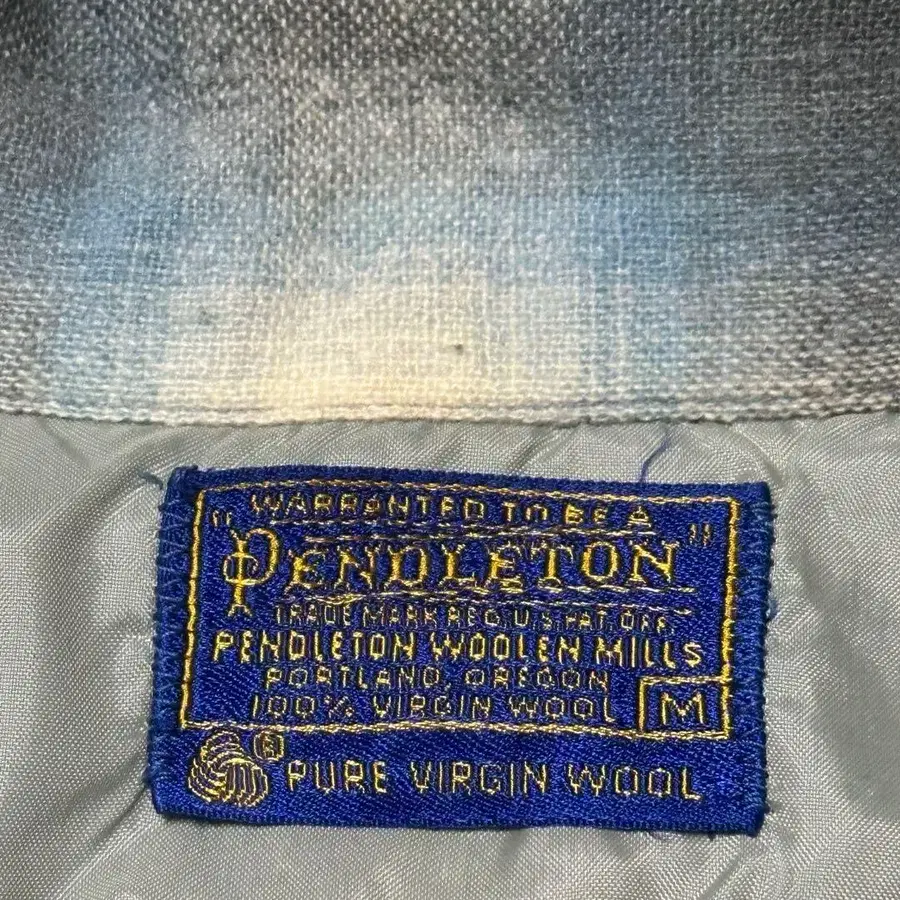 WARRANTED TO BE A
"PENDLETON"
TRADE MARK REG. U.S. PAT. OFF.
PENDLETON WOOLEN MILLS
PORTLAND, OREGON
100% VIRGIN WOOL M
® PURE VIRGIN WOOL